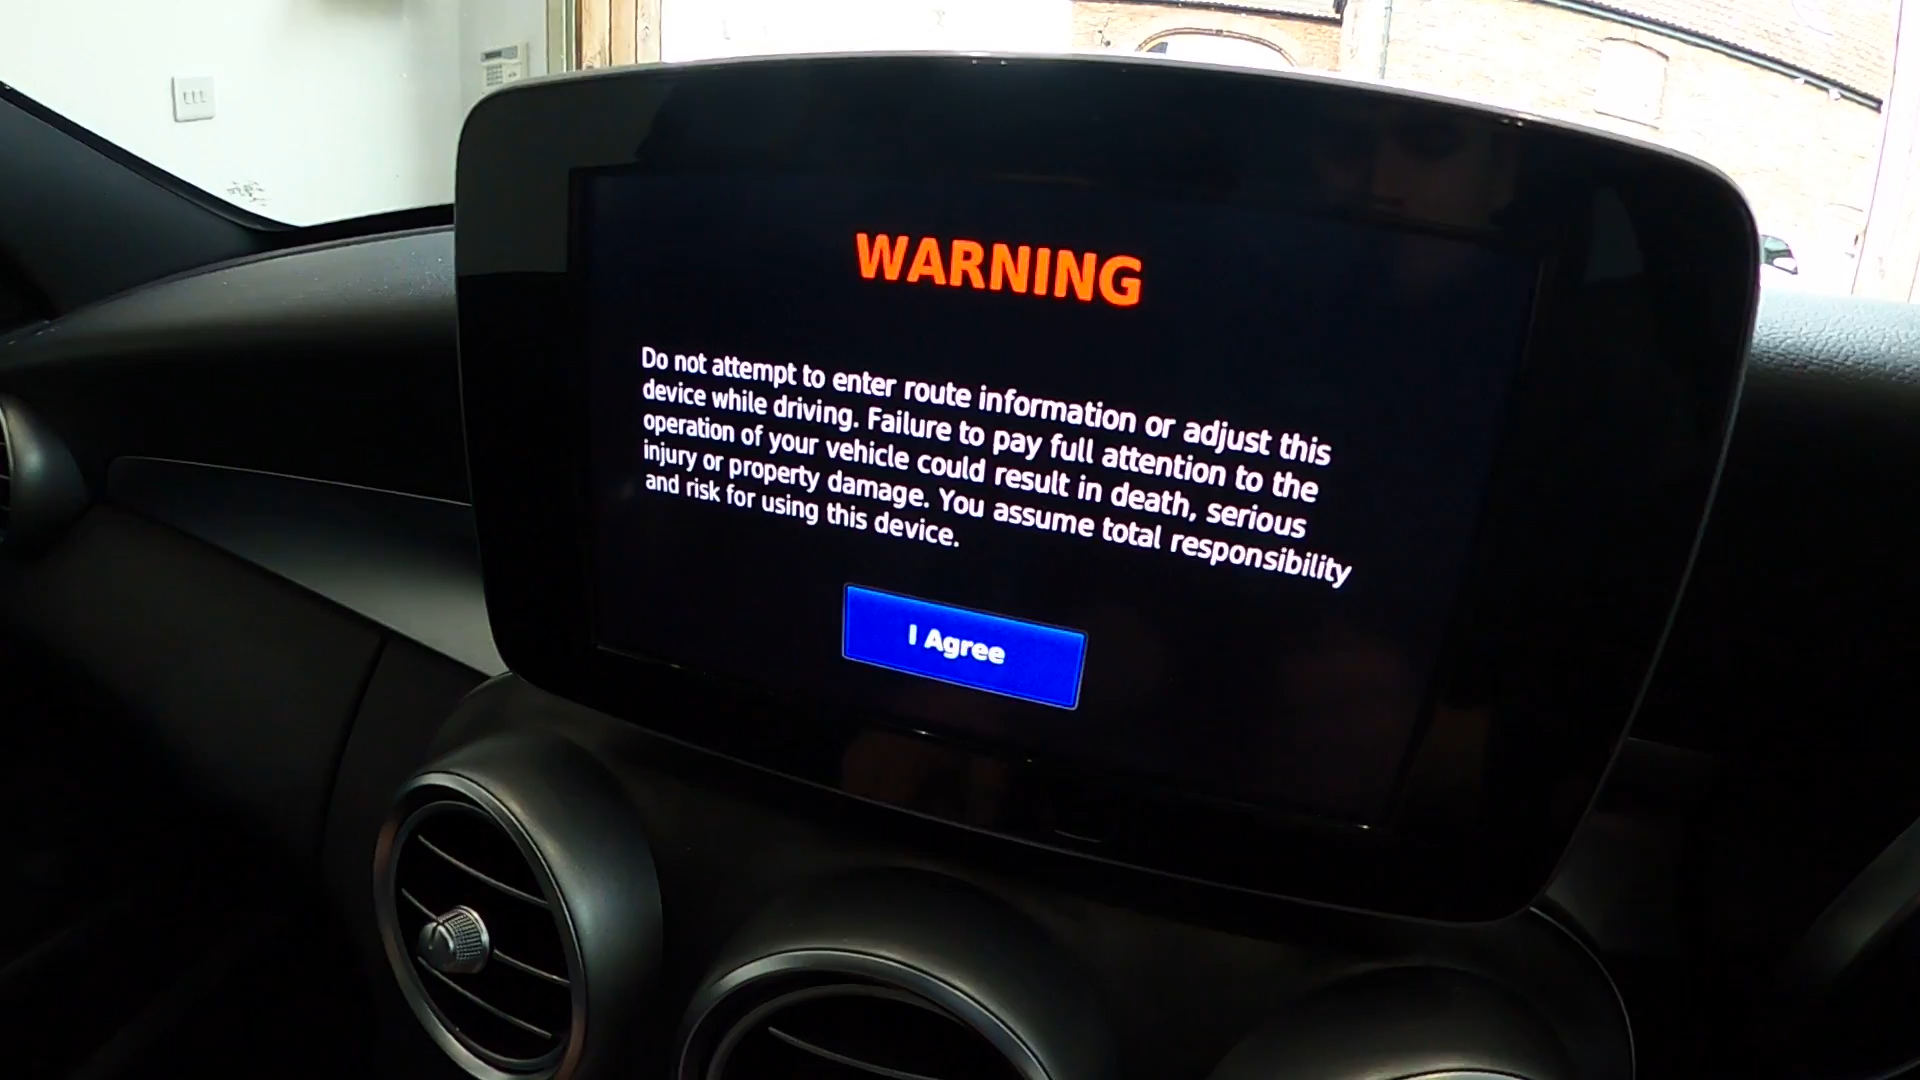 WARNING
Do not attempt to enter route information or adjust this
device while driving. Failure to pay full attention to the
operation of your vehicle could result in death, serious
injury or property damage. You assume total responsibility
and risk for using this device.
I Agree